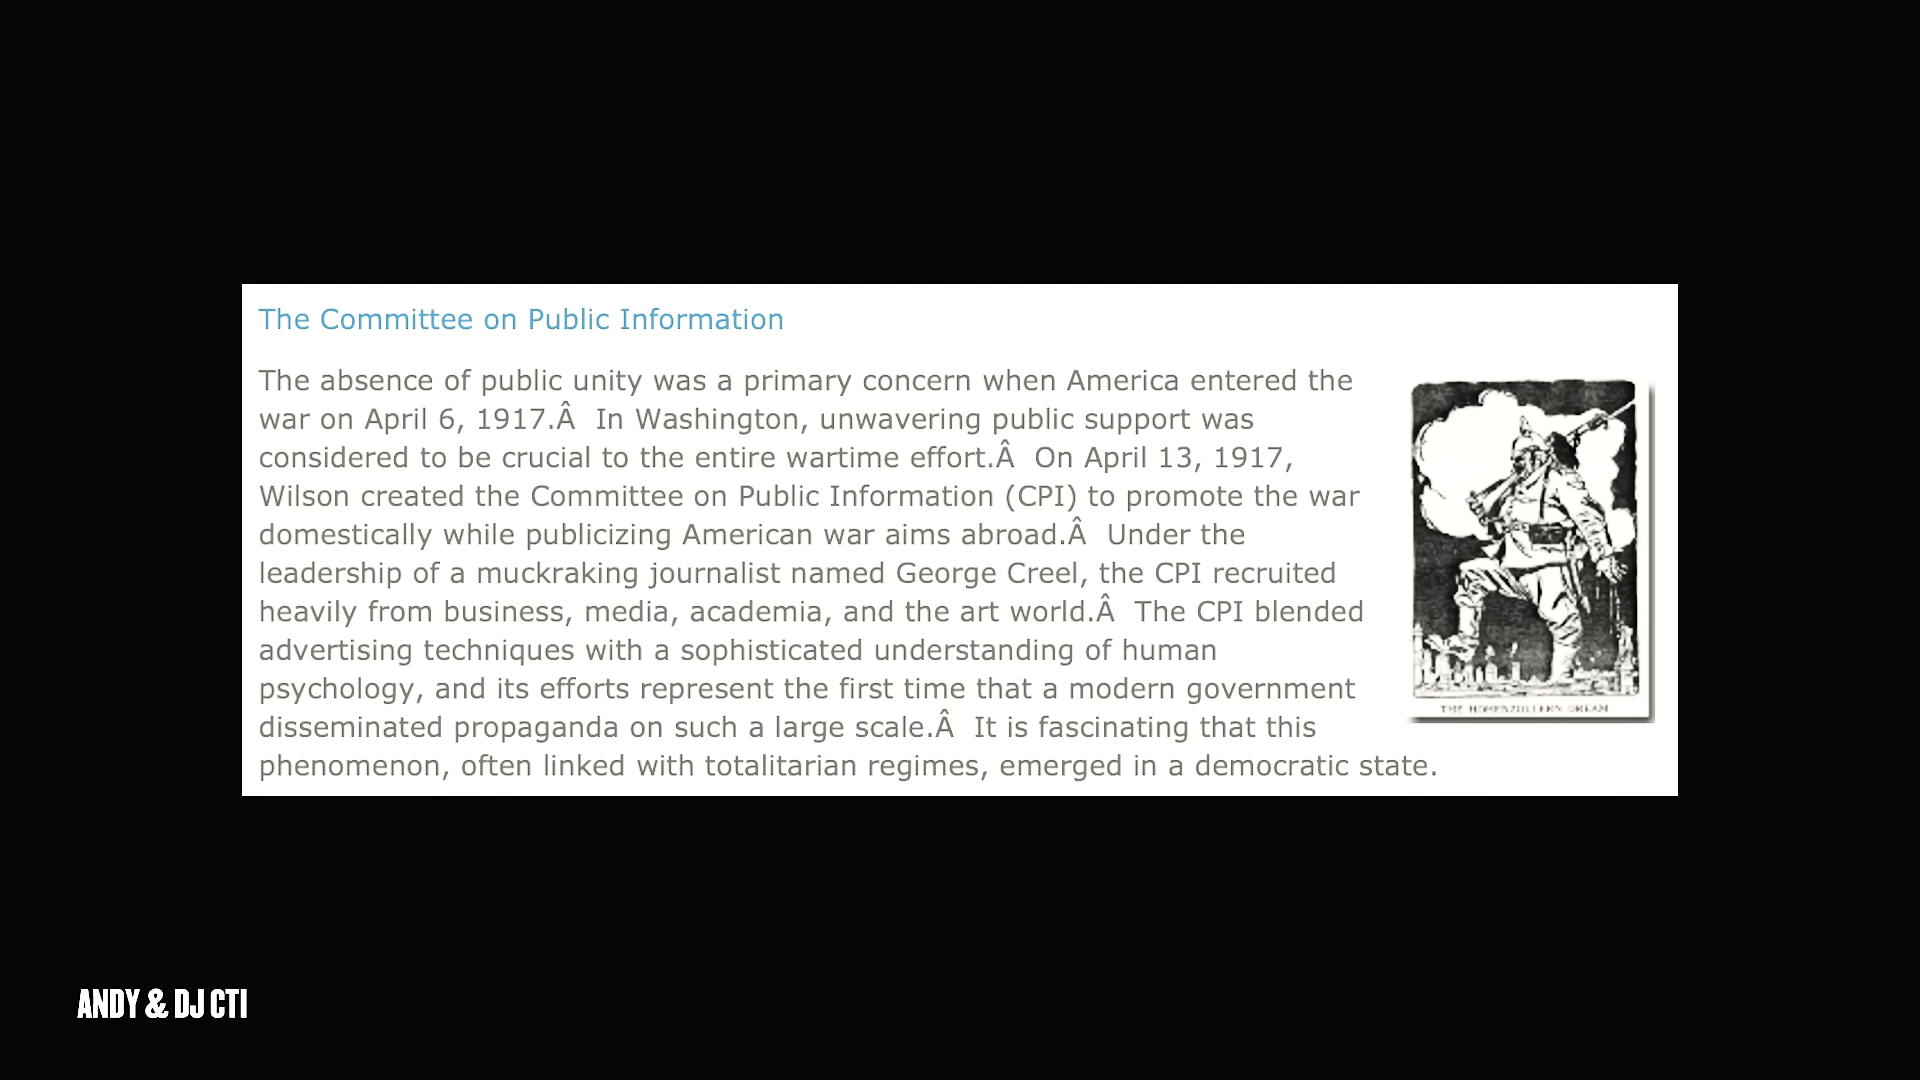 The Committee on Public Information
The absence of public unity was a primary concern when America entered the
war on April 6, 1917.Â  In Washington, unwavering public support was
considered to be crucial to the entire wartime effort.Â  On April 13, 1917,
Wilson created the Committee on Public Information (CPI) to promote the war
domestically while publicizing American war aims abroad.Â  Under the
leadership of a muckraking journalist named George Creel, the CPI recruited
heavily from business, media, academia, and the art world.Â  The CPI blended
advertising techniques with a sophisticated understanding of human
psychology, and its efforts represent the first time that a modern government
disseminated propaganda on such a large scale.Â  It is fascinating that this
phenomenon, often linked with totalitarian regimes, emerged in a democratic state.
THE HOHENZOLLERN DREAM
ANDY & DJ CTI